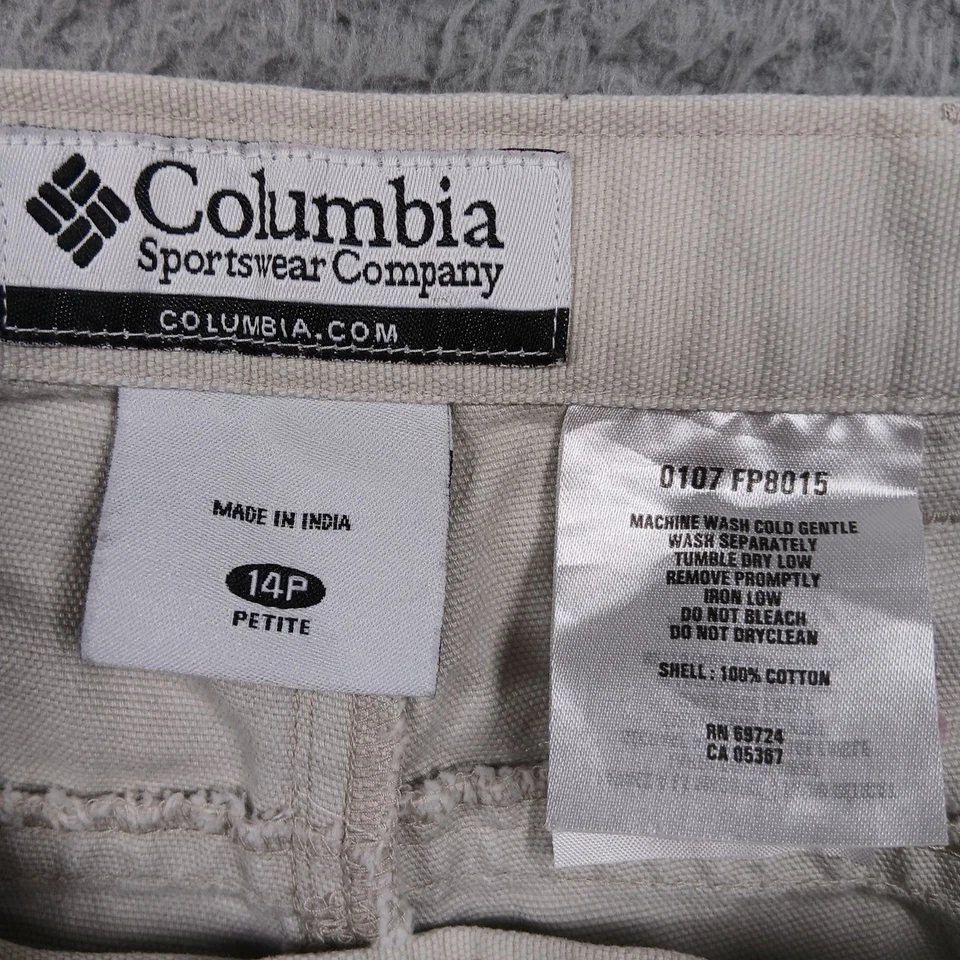 Columbia
Sportswear Company
COLUMBIA.COM
MADE IN INDIA
14P
PETITE
0107 FP8015
MACHINE WASH COLD GENTLE
WASH SEPARATELY
TUMBLE DRY LOW
REMOVE PROMPTLY
IRON LOW
DO NOT BLEACH
DO NOT DRYCLEAN
SHELL: 100% COTTON
RN 69724
CA 05367